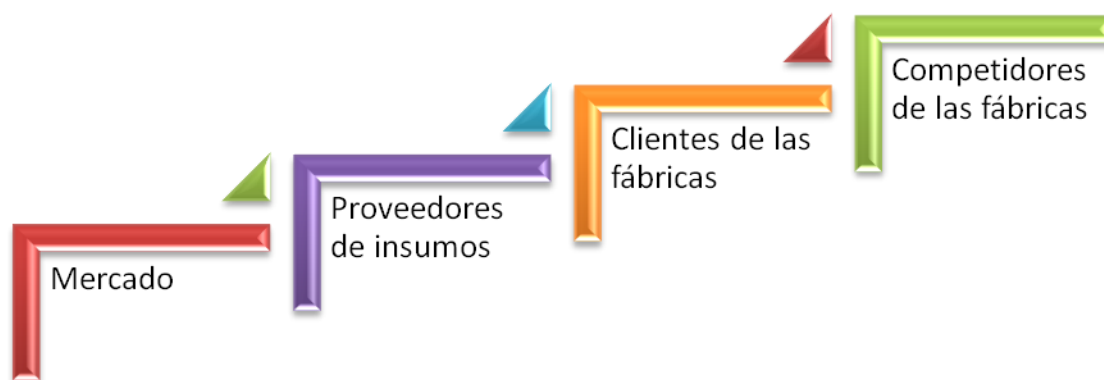 Mercado
Proveedores
de insumos
Clientes de las
fábricas
Competidores
de las fábricas